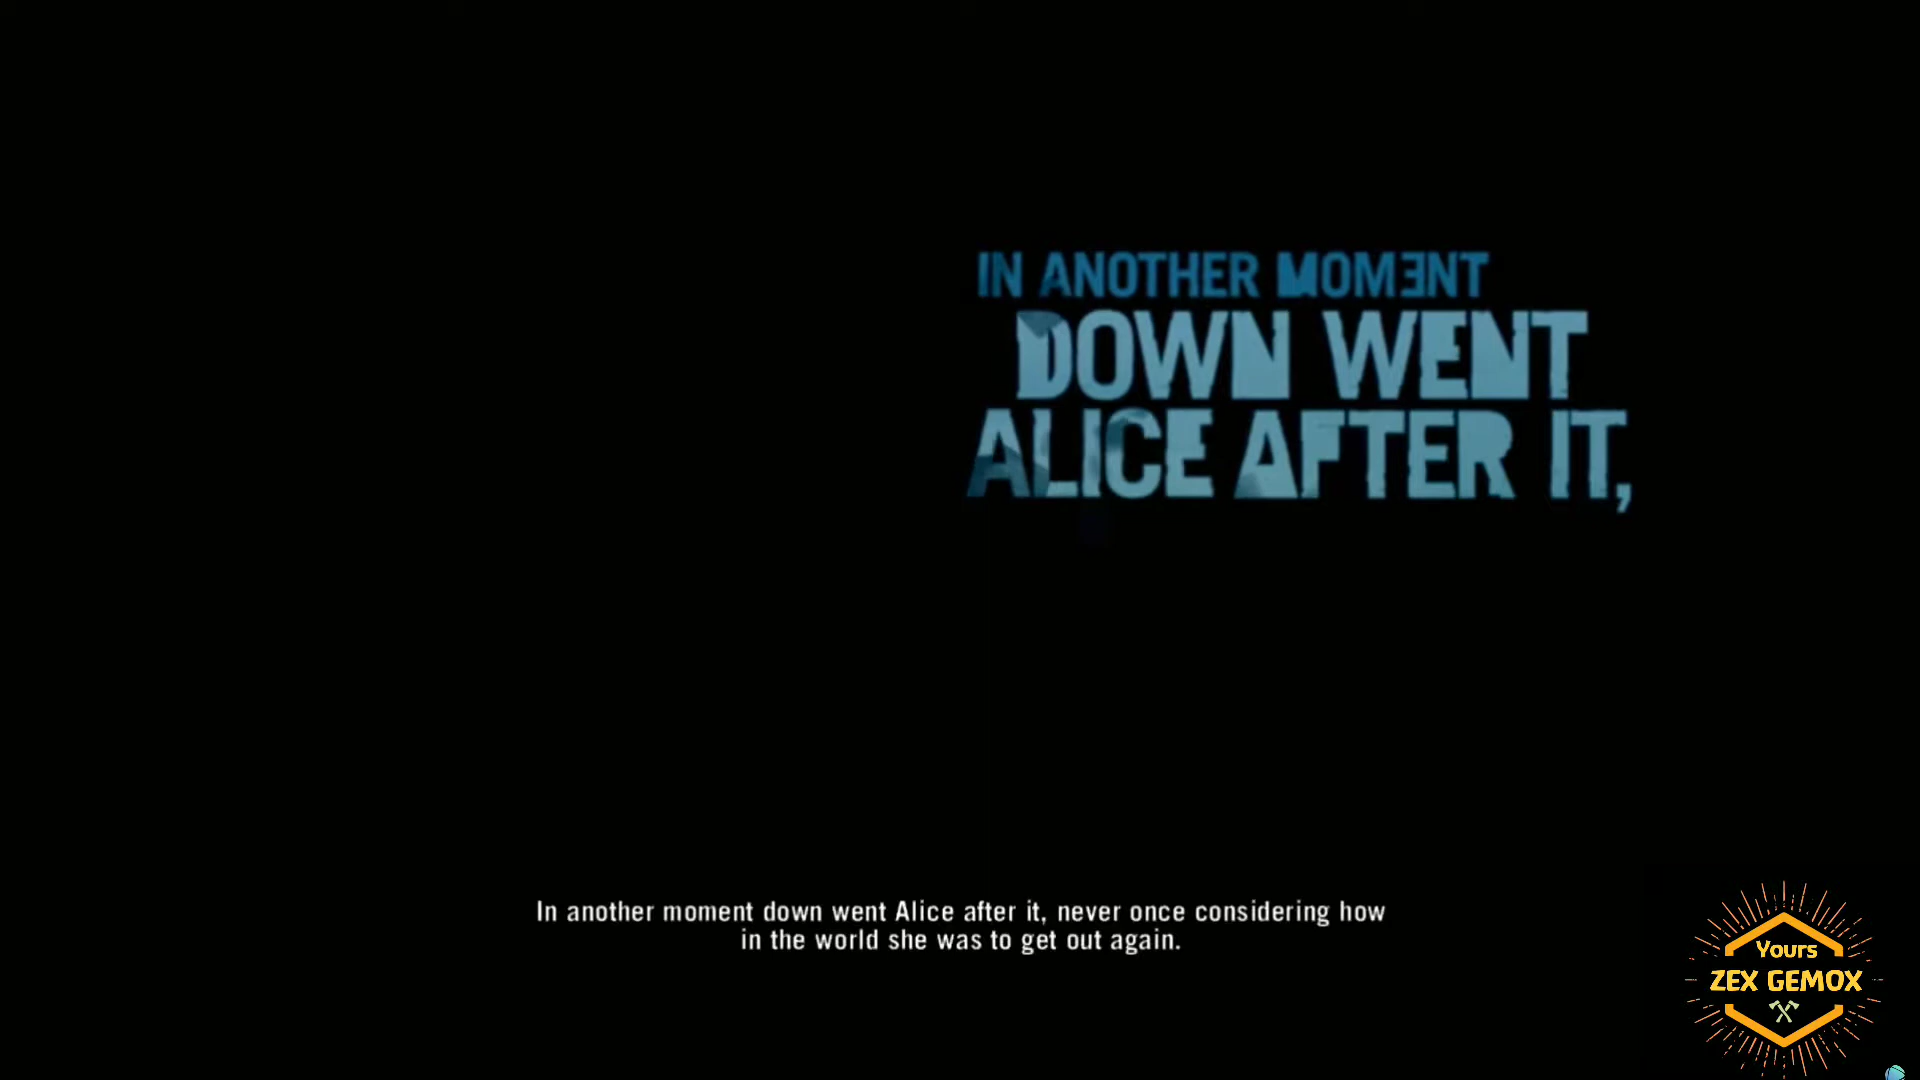 IN ANOTHER MOMENT
DOWN WENT
ALICE AFTER IT,
In another moment down went Alice after it, never once considering how
in the world she was to get out again.
Yours
ZEX GEMOX